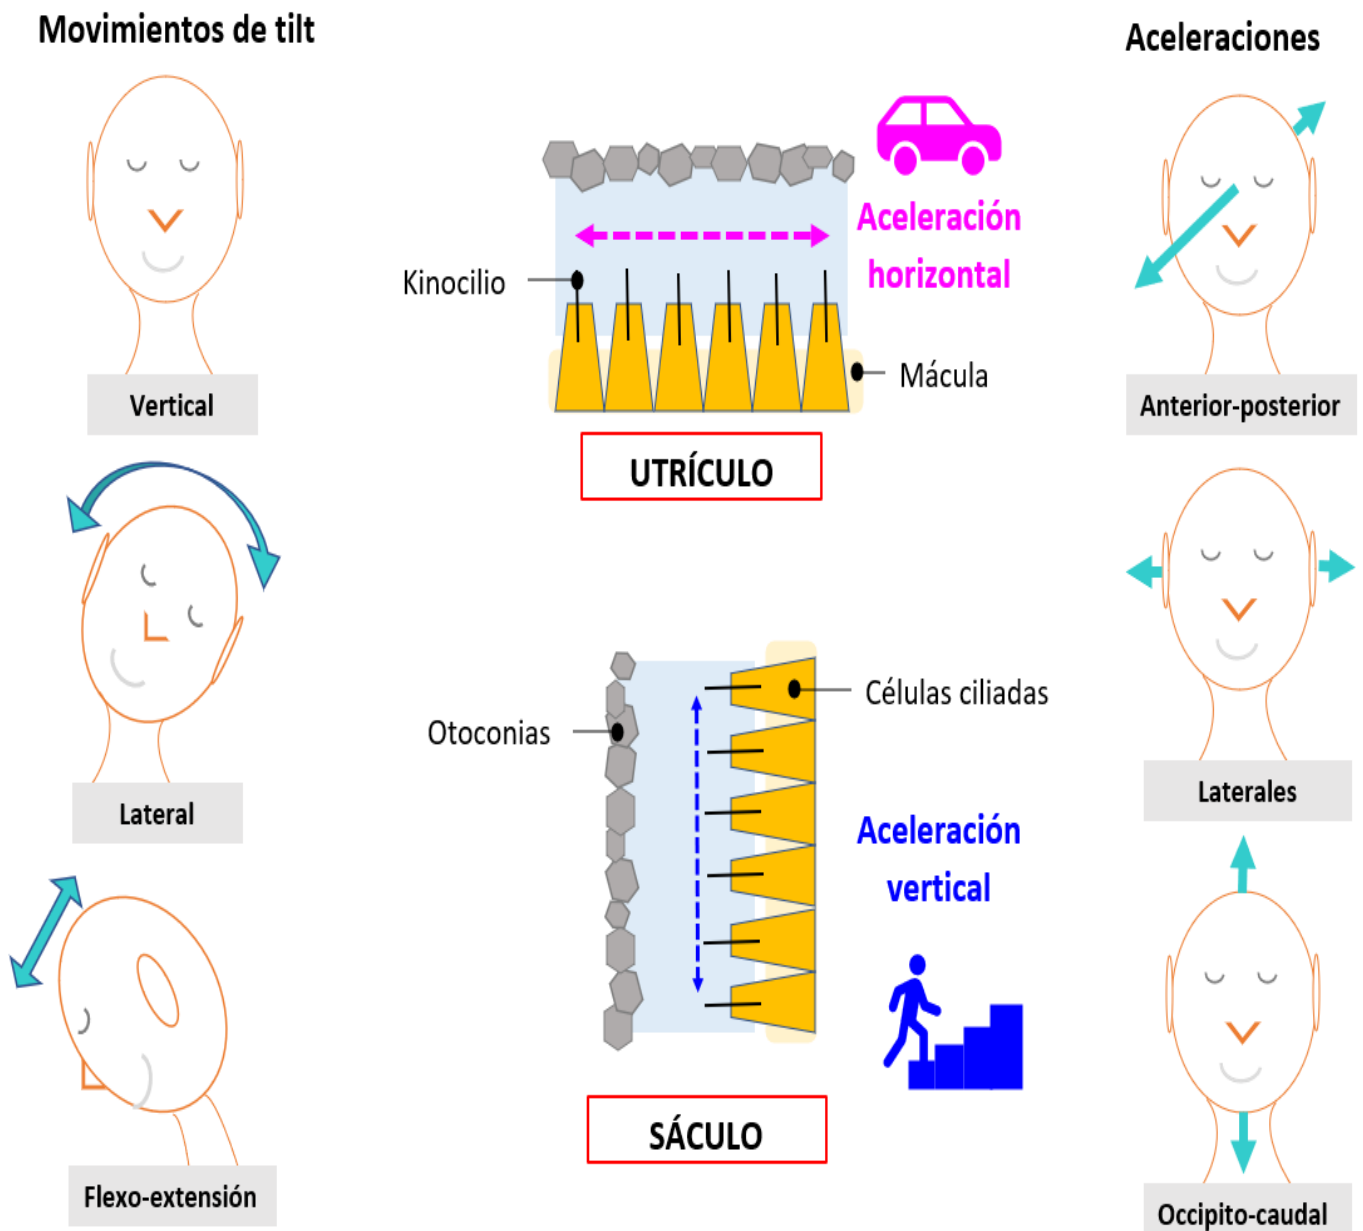 Movimientos de tilt
Vertical
Lateral
Flexo-extensión
Aceleración
horizontal
Kinocilio
Mácula
UTRÍCULO
Células ciliadas
Otoconias
Aceleración
vertical
SÁCULO
Aceleraciones
Anterior-posterior
Laterales
Occipito-caudal